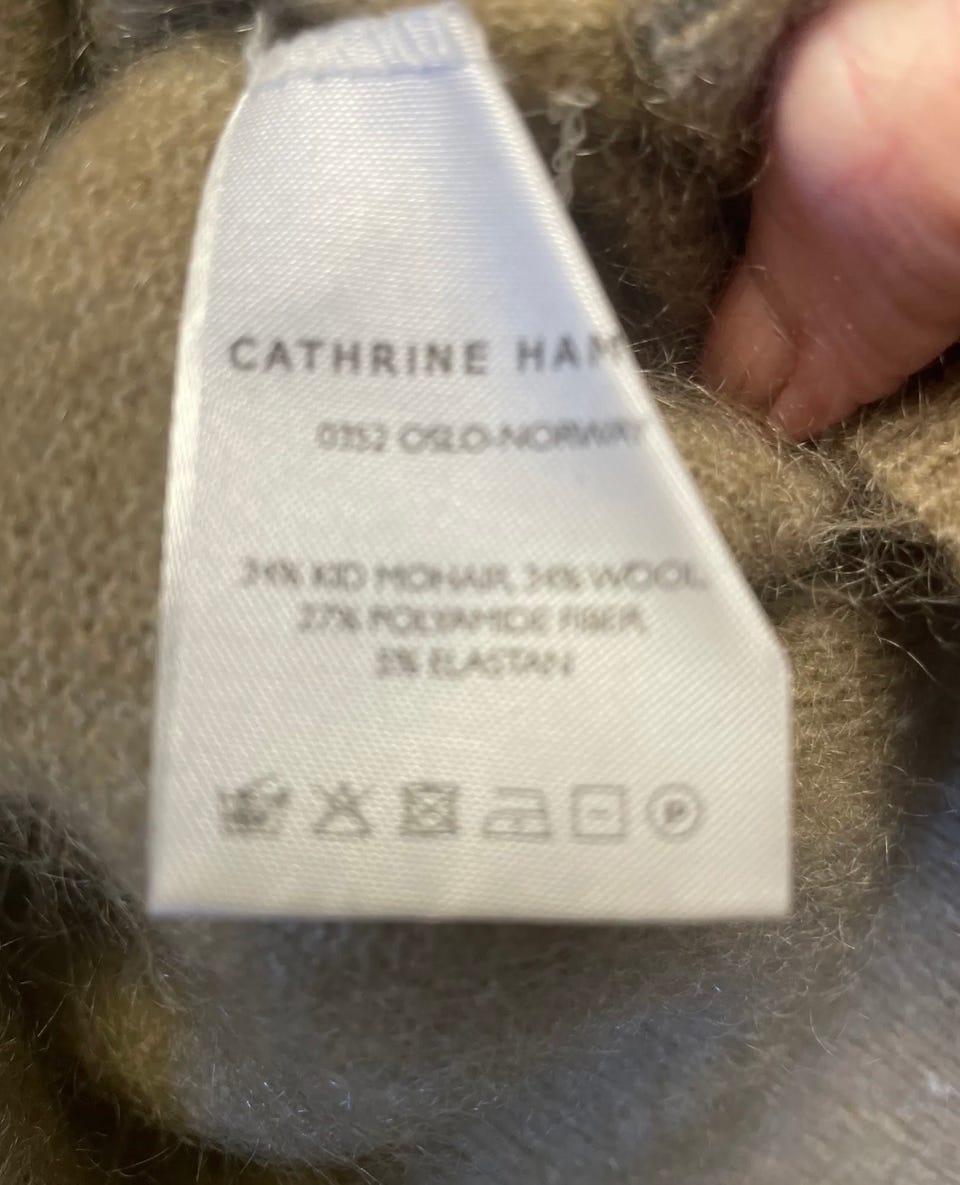 CATHRINE HAM
0352 OSLO-NORWAY
34% KID MOHAIR, 34% WOOL,
27% POLYAMIDE FIBER,
5% ELASTAN
P